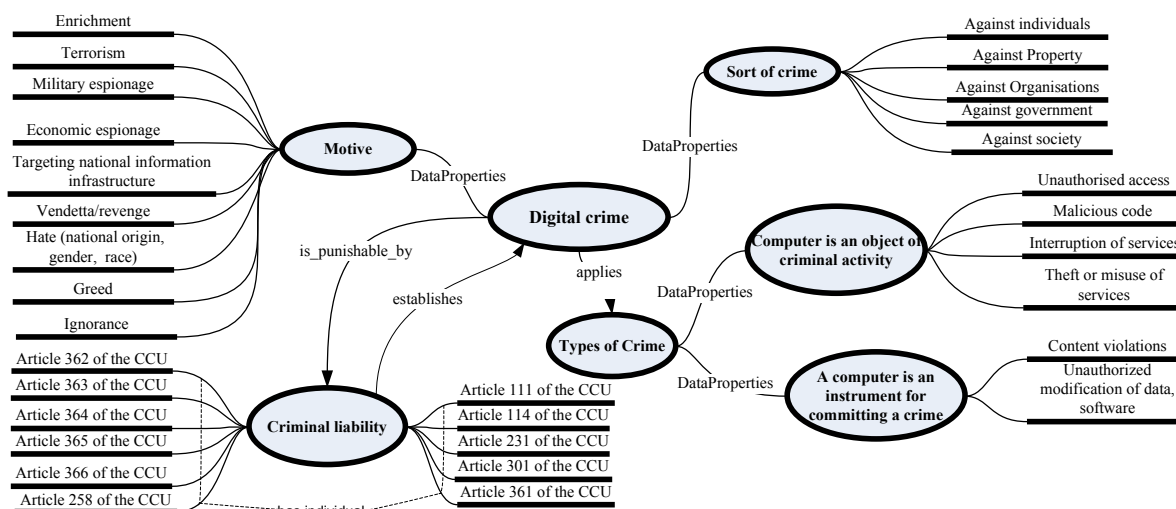 Enrichment
Terrorism
Military espionage
Economic espionage
Targeting national information
infrastructure
Vendetta/revenge
Hate (national origin,
gender, race)
Greed
Ignorance
Motive
DataProperties
Digital crime
DataProperties
Sort of crime
Against individuals
Against Property
Against Organisations
Against government
Against society
is_punishable_by
establishes
applies
Types of Crime
DataProperties
Computer is an object of
criminal activity
Unauthorised access
Malicious code
Interruption of services
Theft or misuse of
services
DataProperties
A computer is an
instrument for
committing a crime
Content violations
Unauthorized
modification of data,
software
Article 362 of the CCU
Article 363 of the CCU
Article 364 of the CCU
Article 365 of the CCU
Article 366 of the CCU
Article 258 of the CCU
Criminal liability
Article 111 of the CCU
Article 114 of the CCU
Article 231 of the CCU
Article 301 of the CCU
Article 361 of the CCU
has individual